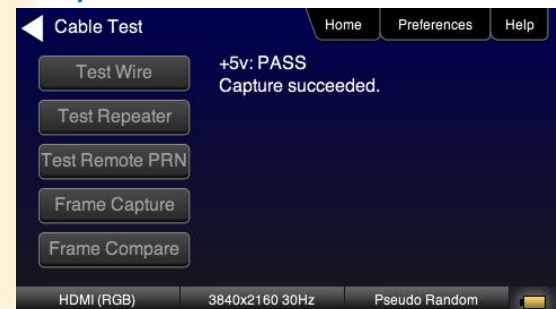 Cable Test
Home
Preferences
Help
Test Wire
Test Repeater
Test Remote PRN
Frame Capture
Frame Compare
+5v: PASS
Capture succeeded.
HDMI (RGB)
3840x2160 30Hz
Pseudo Random